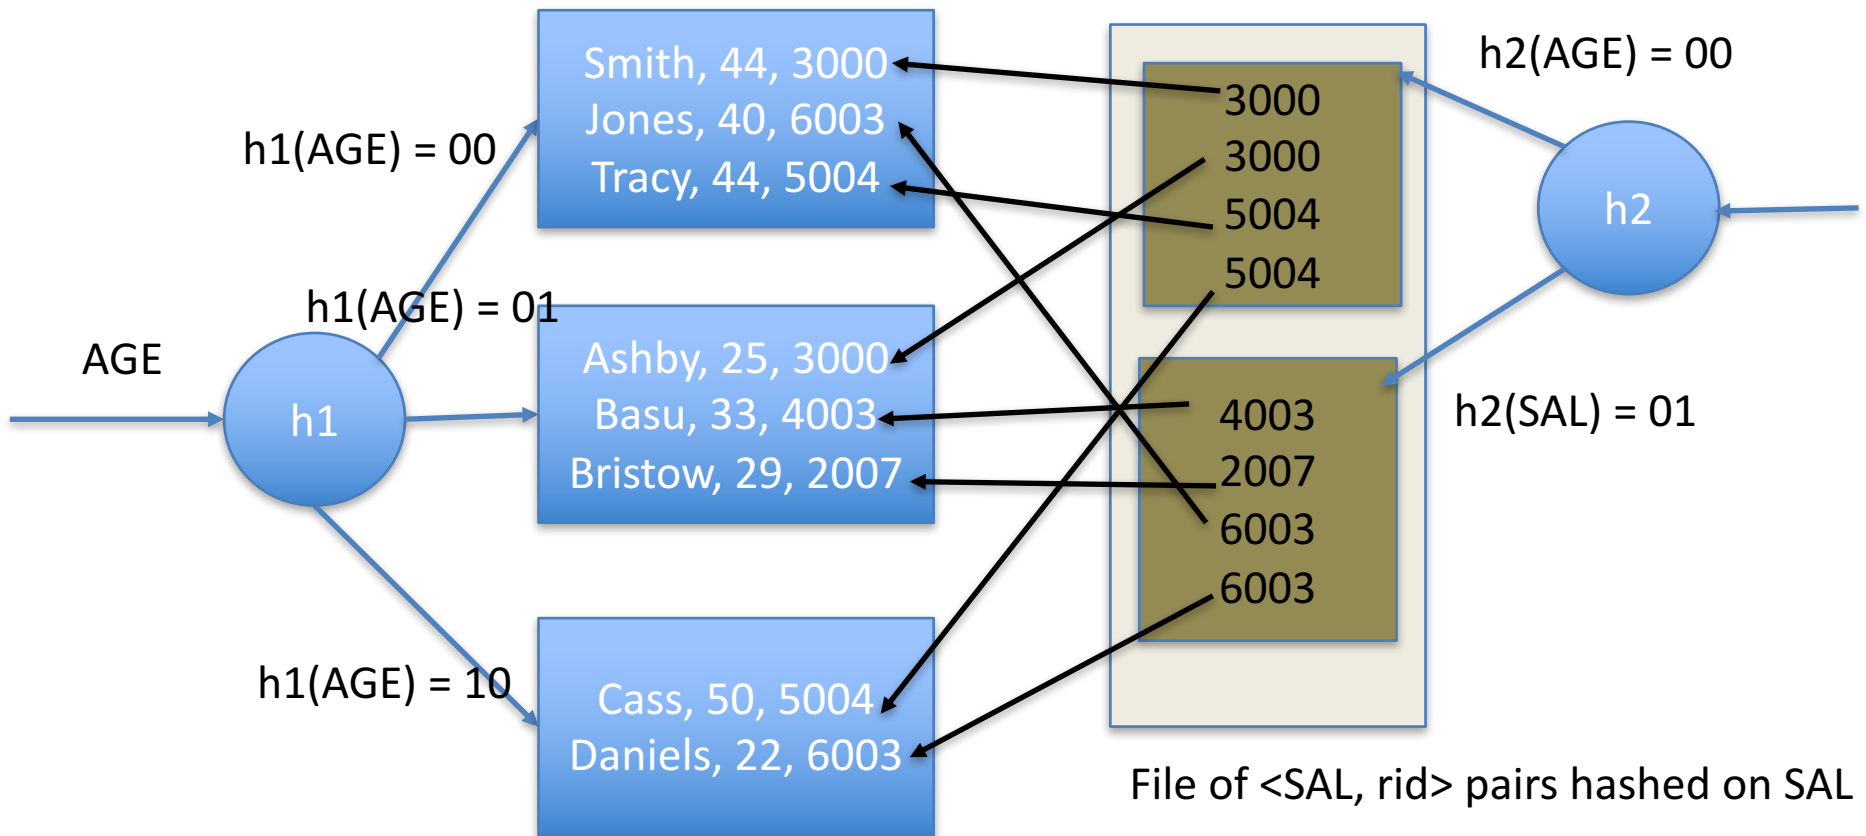 AGE
h1
h1(AGE) = 00
h1(AGE) = 01
h1(AGE) = 10
Smith, 44, 3000
Jones, 40, 6003
Tracy, 44, 5004
Ashby, 25, 3000
Basu, 33, 4003
Bristow, 29, 2007
Cass, 50, 5004
Daniels, 22, 6003
3000
3000
5004
5004
4003
2007
6003
6003
h2(AGE) = 00
h2
h2(SAL) = 01
File of <SAL, rid> pairs hashed on SAL